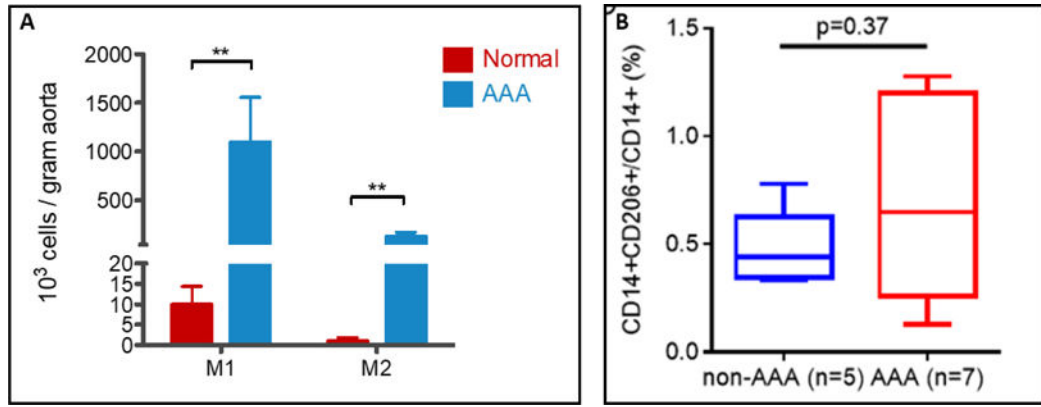 A
2000
1500
1000
500
20
15
10
5
0
10³ cells / gram aorta
**
**
Normal
AAA
M1
M2
B
1.5
1.0
0.5
0.0
CD14+CD206+/CD14+ (%)
p=0.37
non-AAA (n=5) AAA (n=7)